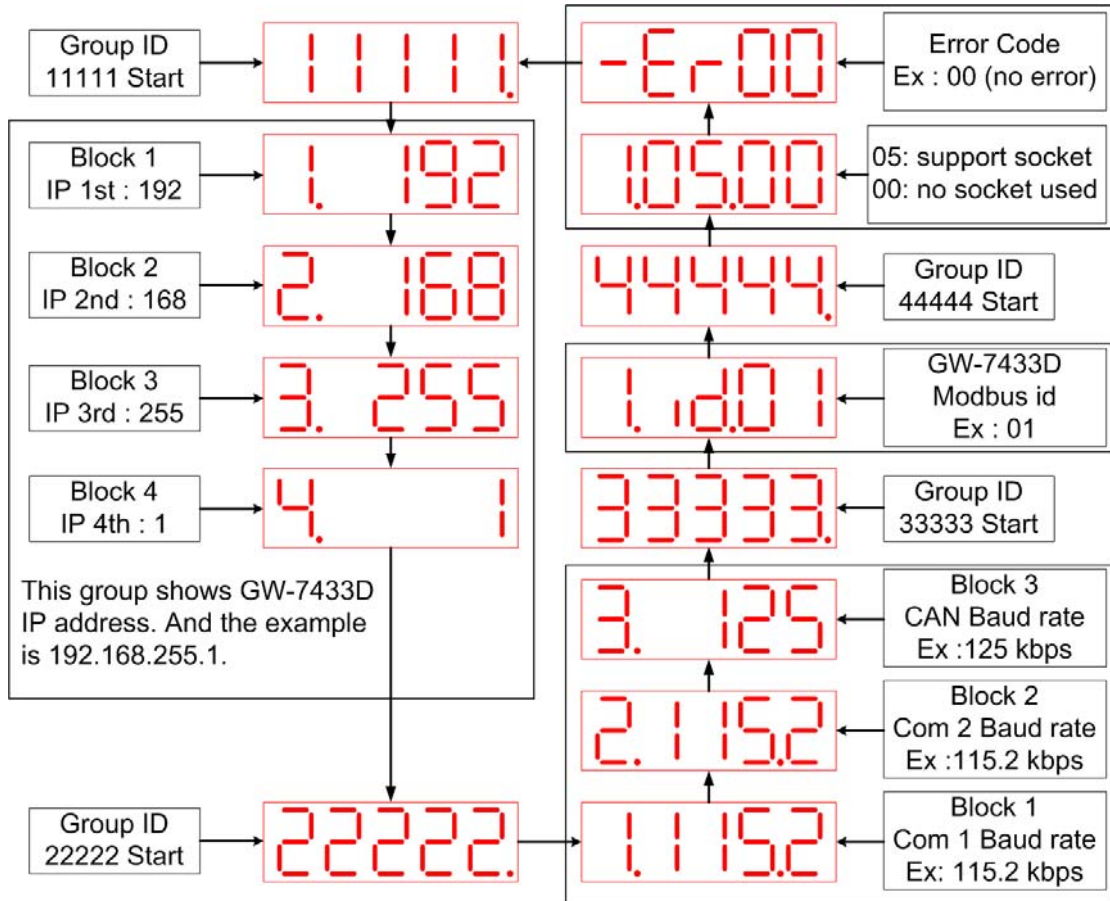 Group ID
11111 Start
11111.
Block 1
IP 1st : 192
1. 192
Block 2
IP 2nd : 168
2. 168
Block 3
IP 3rd : 255
3. 255
Block 4
IP 4th : 1
4. 1
This group shows GW-7433D
IP address. And the example
is 192.168.255.1.
Group ID
22222 Start
22222.
1.115.2
Block 1
Com 1 Baud rate
Ex: 115.2 kbps
2.115.2
Block 2
Com 2 Baud rate
Ex :115.2 kbps
3. 125
Block 3
CAN Baud rate
Ex :125 kbps
33333.
Group ID
33333 Start
1.id.01
GW-7433D
Modbus id
Ex : 01
44444.
Group ID
44444 Start
1.05.00
05: support socket
00: no socket used
-Er00
Error Code
Ex : 00 (no error)